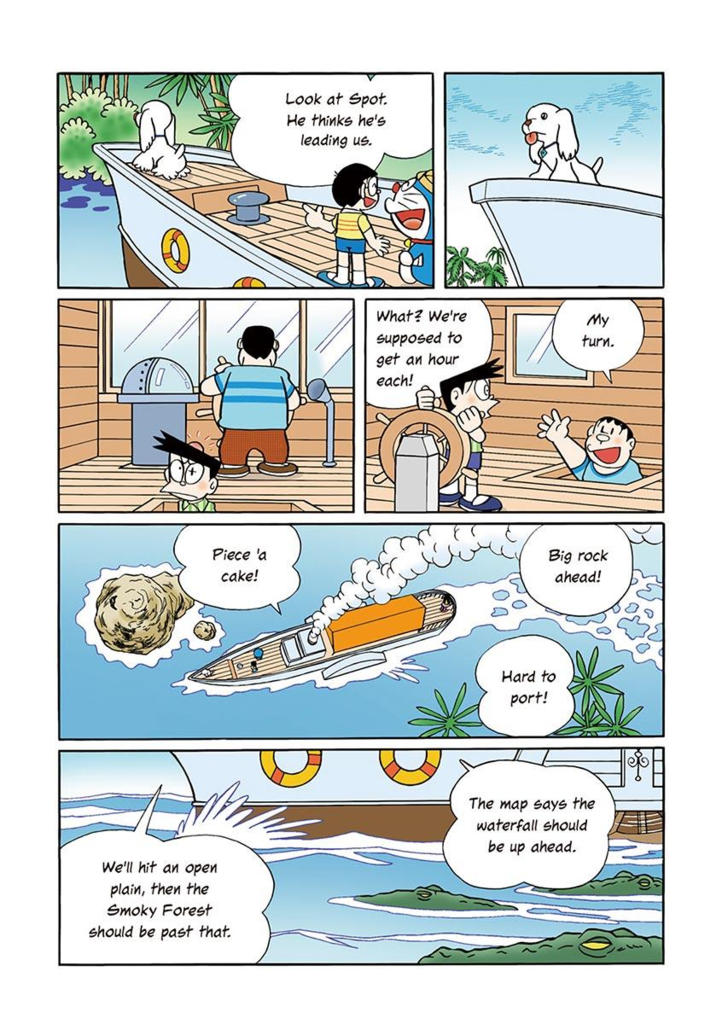 Look at Spot.
He thinks he's
leading us.
What? We're
supposed to
get an hour
each!
My
turn.
Piece 'a
cake!
Big rock
ahead!
Hard to
port!
The map says the
waterfall should
be up ahead.
We'll hit an open
plain, then the
Smoky Forest
should be past that.